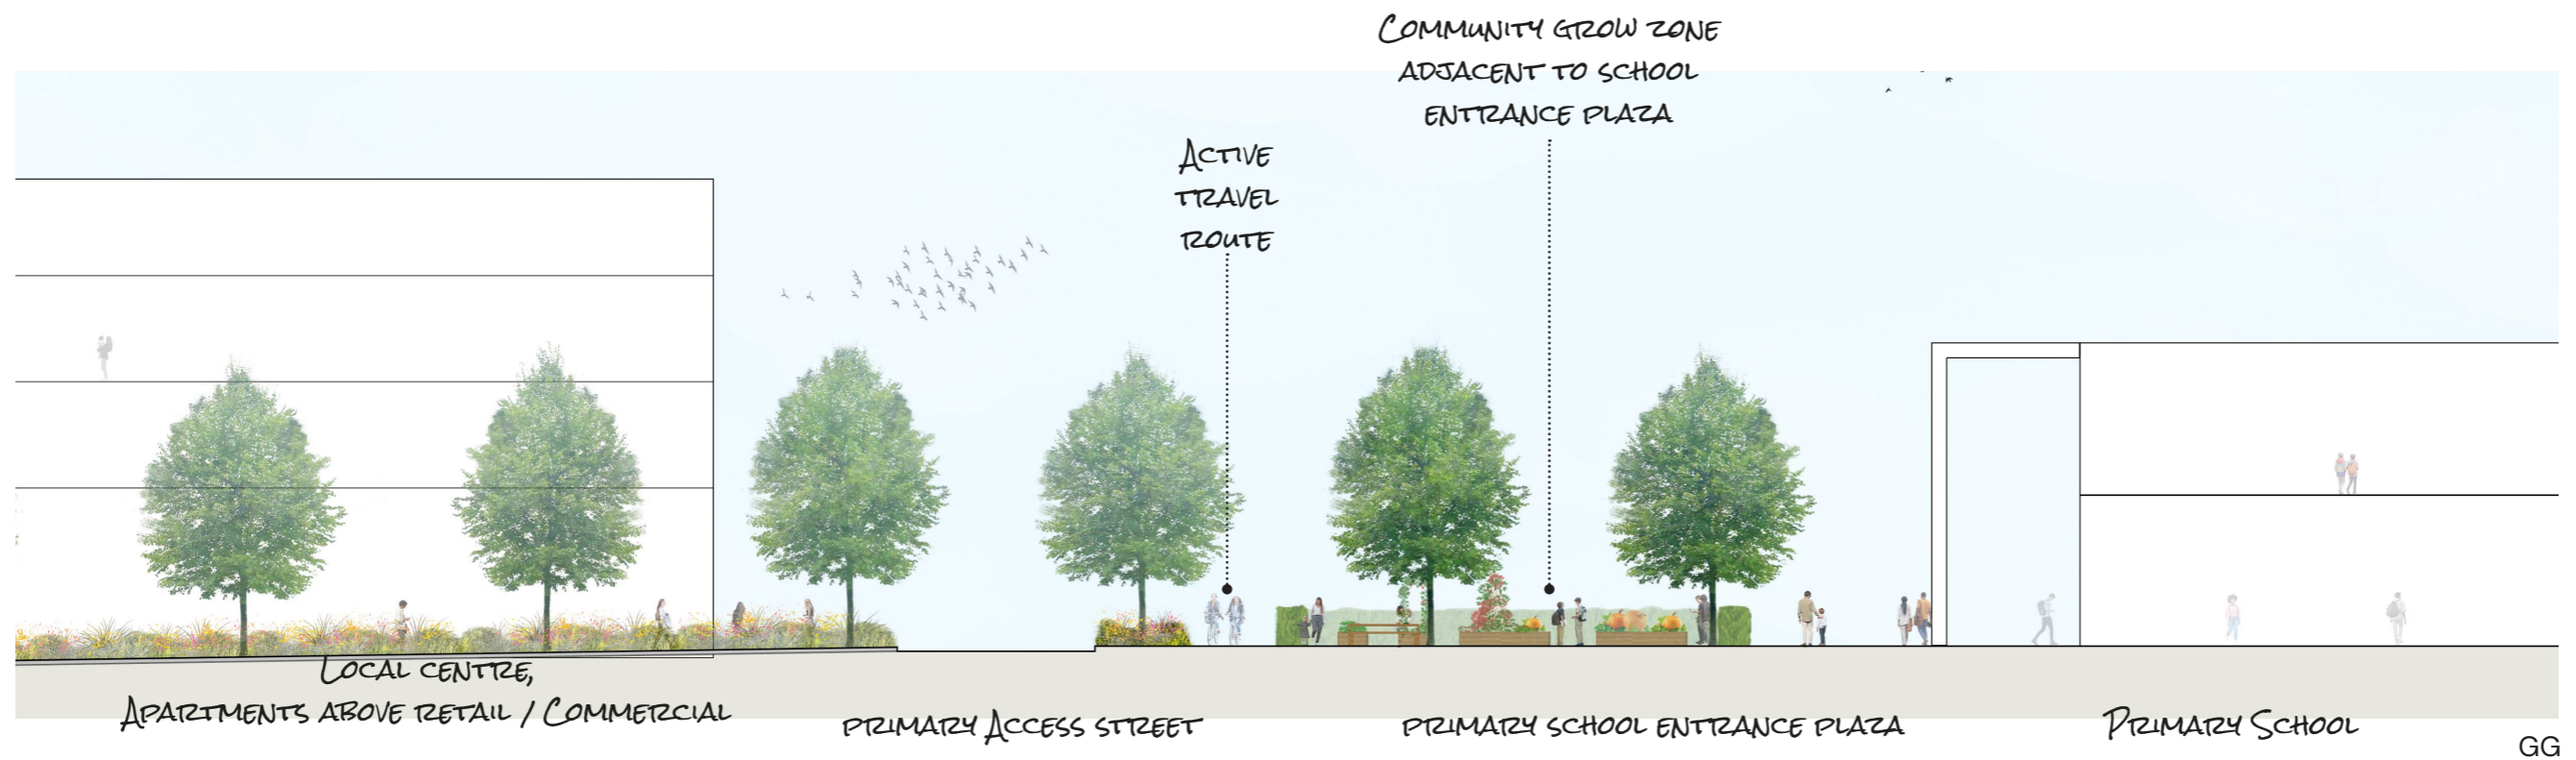 Community grow zone
adjacent to school
entrance plaza
Active
travel
route
Local centre,
Apartments above retail / Commercial
primary Access street
primary school entrance plaza
Primary School
GG